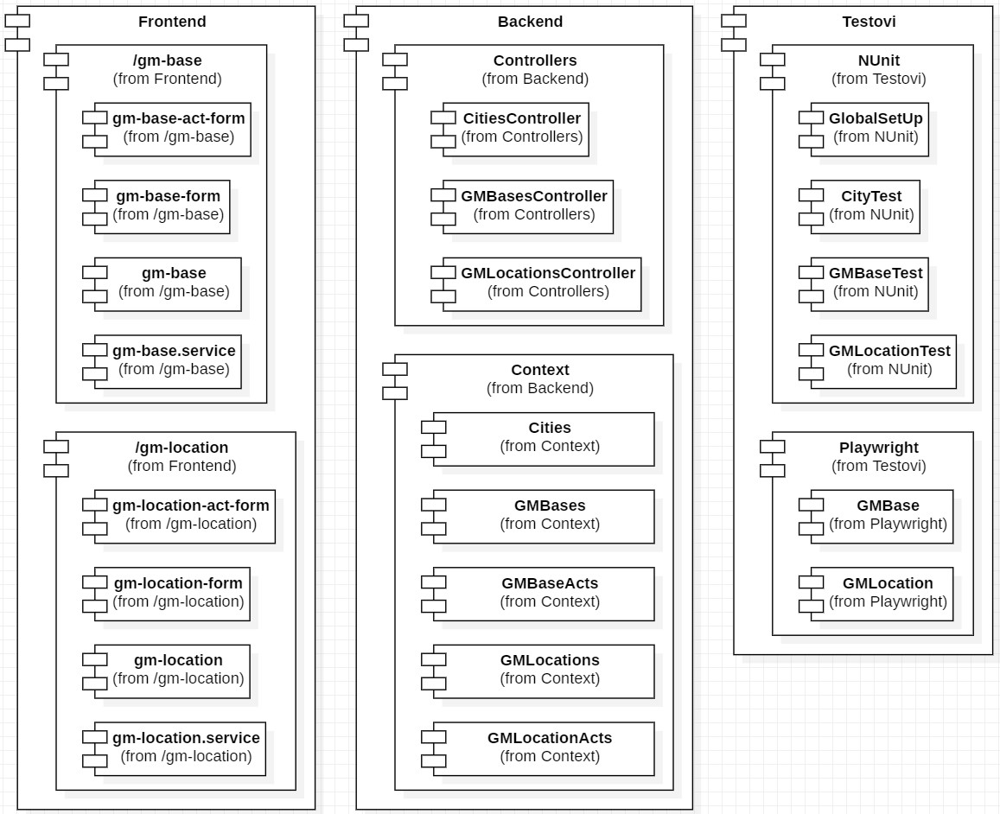 Frontend
/gm-base
(from Frontend)
gm-base-act-form
(from /gm-base)
gm-base-form
(from /gm-base)
gm-base
(from /gm-base)
gm-base.service
(from /gm-base)
/gm-location
(from Frontend)
gm-location-act-form
(from /gm-location)
gm-location-form
(from /gm-location)
gm-location
(from /gm-location)
gm-location.service
(from /gm-location)
Backend
Controllers
(from Backend)
CitiesController
(from Controllers)
GMBasesController
(from Controllers)
GMLocationsController
(from Controllers)
Context
(from Backend)
Cities
(from Context)
GMBases
(from Context)
GMBaseActs
(from Context)
GMLocations
(from Context)
GMLocationActs
(from Context)
Testovi
NUnit
(from Testovi)
GlobalSetUp
(from NUnit)
CityTest
(from NUnit)
GMBaseTest
(from NUnit)
GMLocationTest
(from NUnit)
Playwright
(from Testovi)
GMBase
(from Playwright)
GMLocation
(from Playwright)